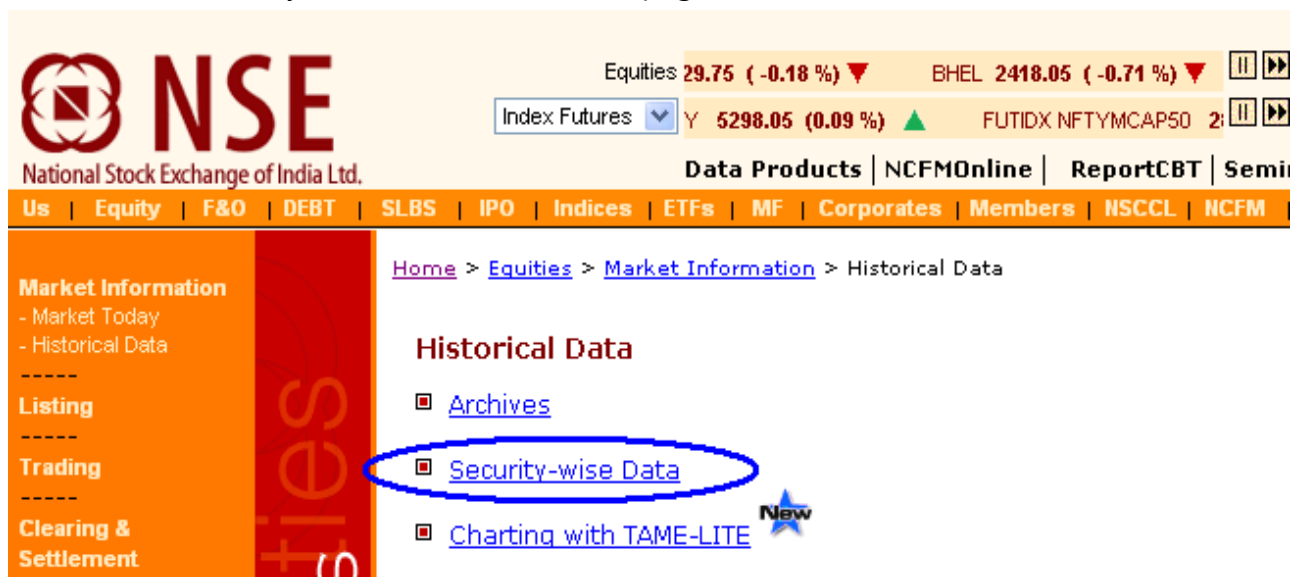 NSE
National Stock Exchange of India Ltd.
Equities 29.75 ( -0.18 %) BHEL 2418.05 ( -0.71 %)
Index Futures Y 5298.05 (0.09 %) FUTIDX NFTYMCAP50
Data Products | NCFMOnline | ReportCBT | Semi
Us | Equity | F&O | DEBT | SLBS | IPO | Indices | ETFs | MF | Corporates | Members | NSCCL | NCFM |
Market Information
- Market Today
- Historical Data
-----
Listing
-----
Trading
-----
Clearing &
Settlement
ties
Home > Equities > Market Information > Historical Data
Historical Data
Archives
Security-wise Data
Charting with TAME-LITE New